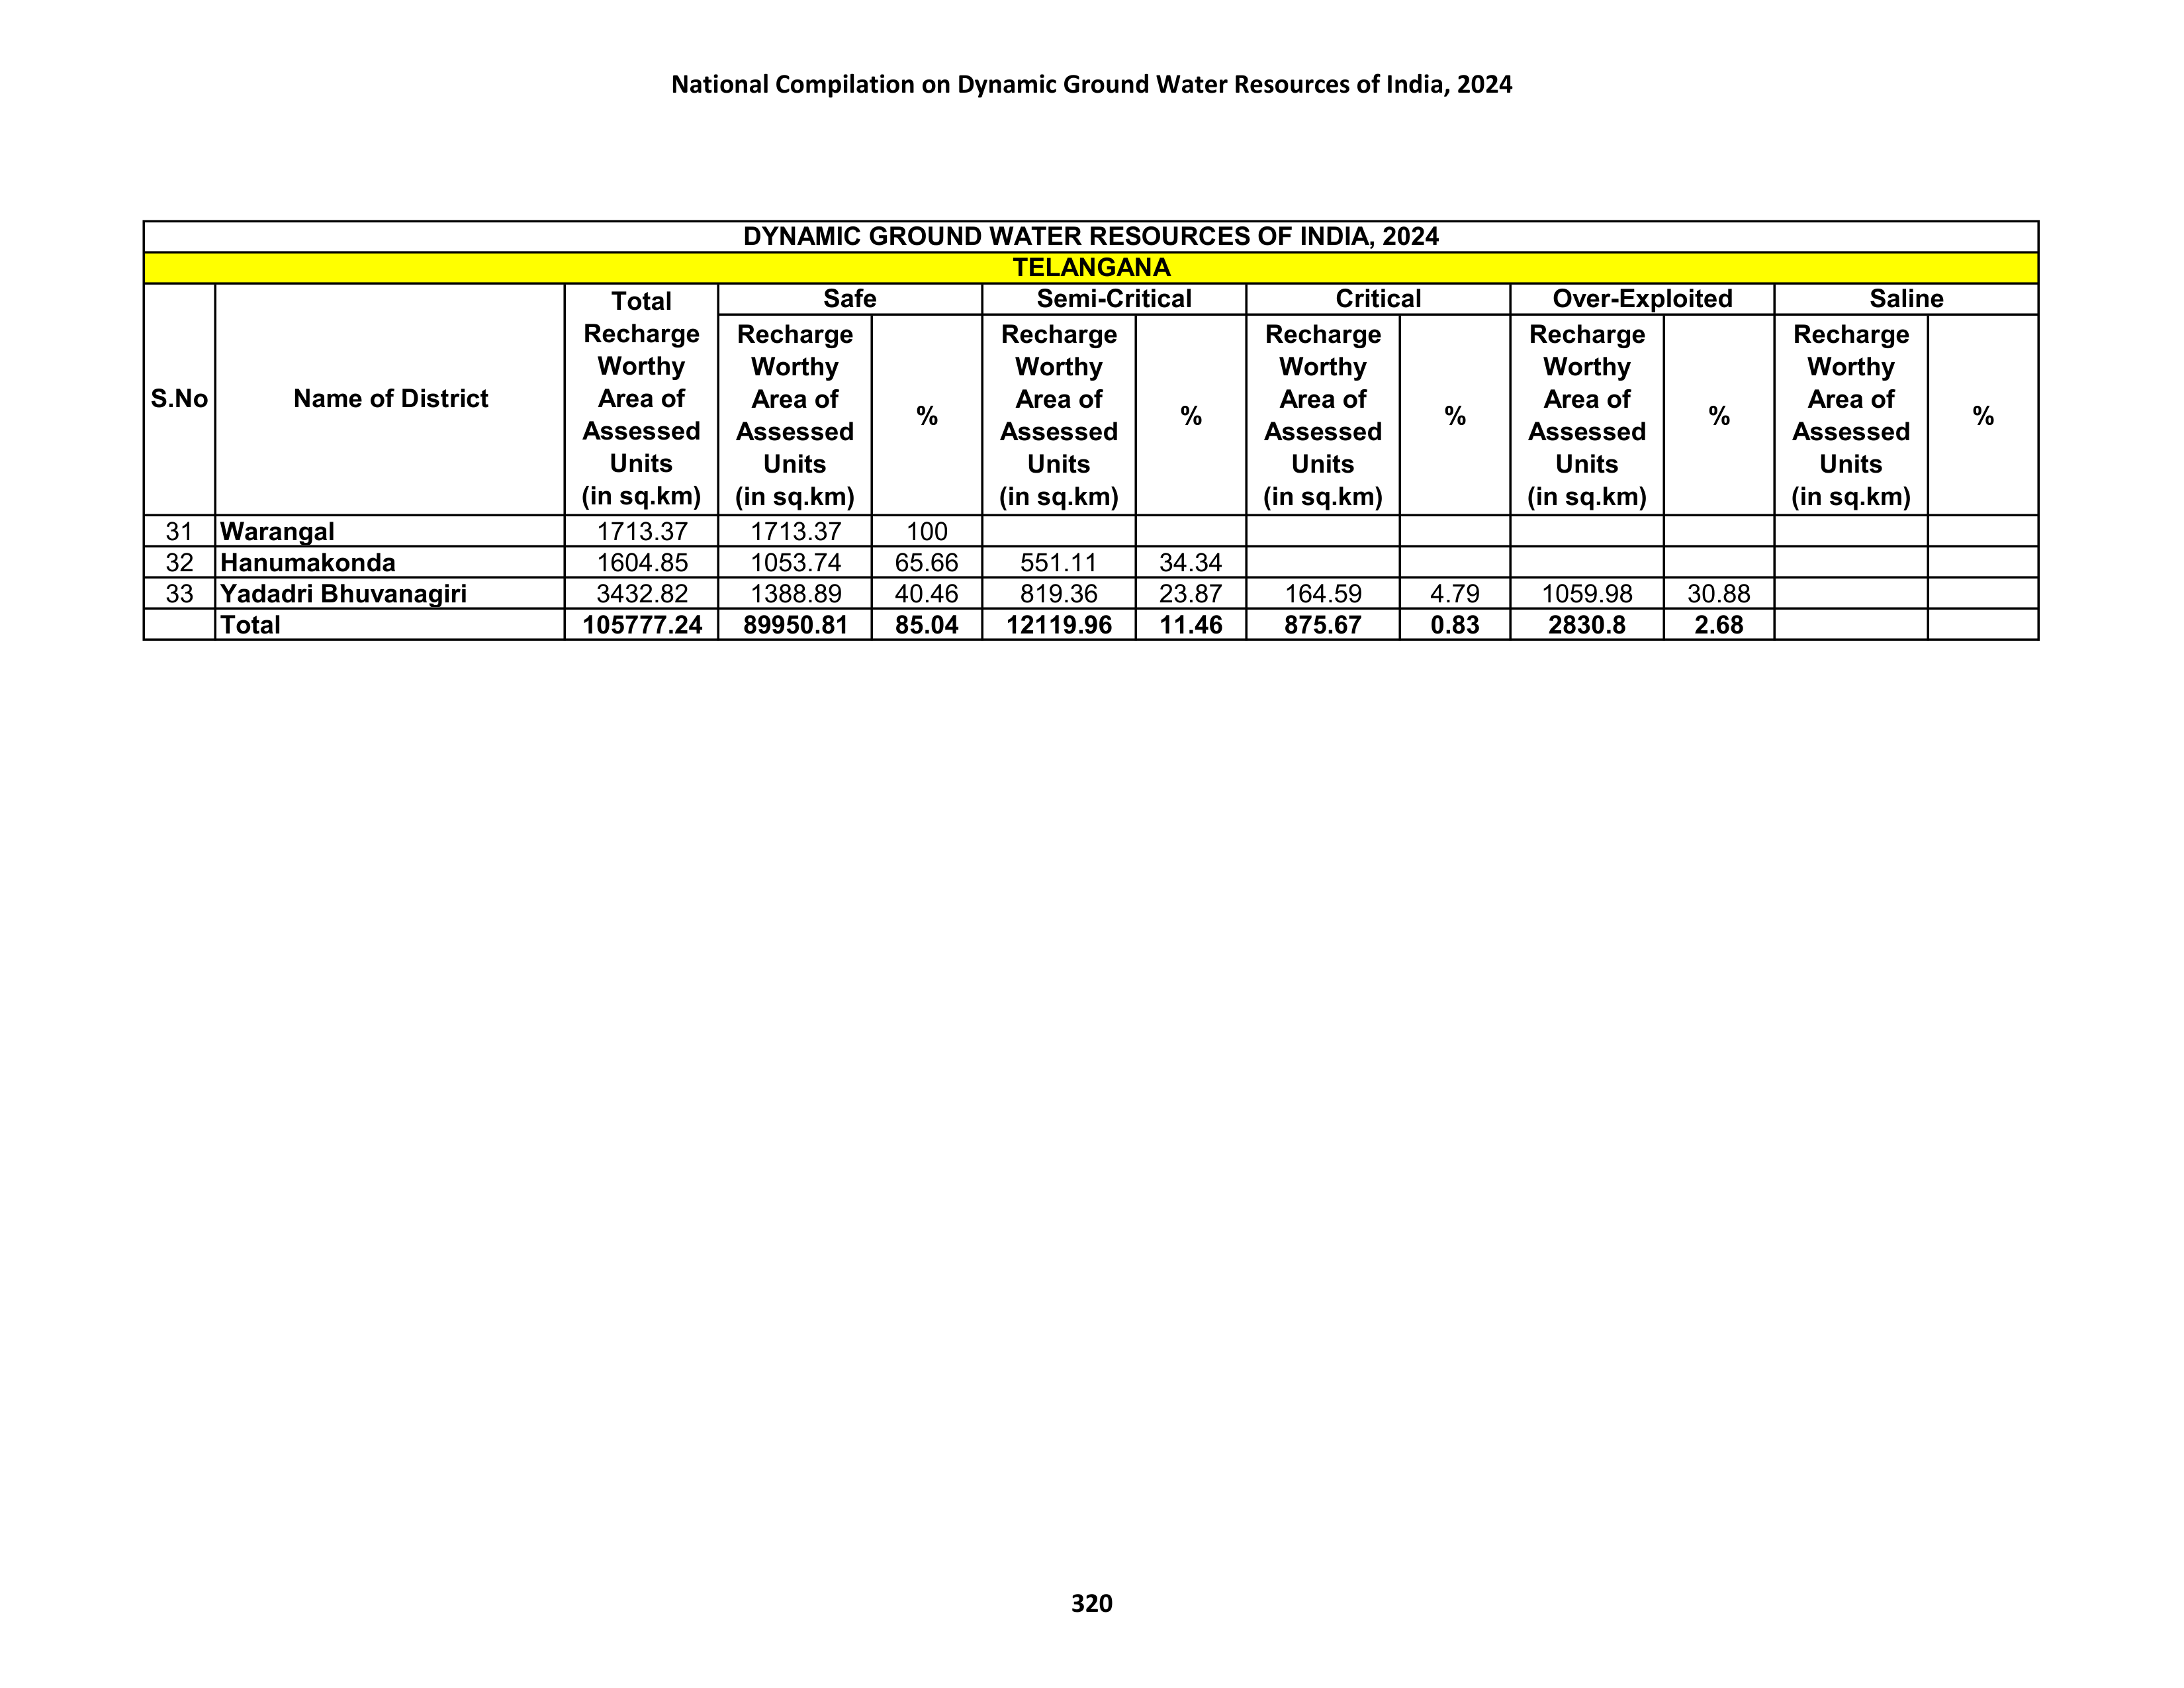 National Compilation on Dynamic Ground Water Resources of India, 2024
DYNAMIC GROUND WATER RESOURCES OF INDIA, 2024
TELANGANA
S.No Name of District Total Recharge Worthy Area of Assessed Units (in sq.km) Safe Semi-Critical Critical Over-Exploited Saline
Recharge Worthy Area of Assessed Units (in sq.km) % Recharge Worthy Area of Assessed Units (in sq.km) % Recharge Worthy Area of Assessed Units (in sq.km) % Recharge Worthy Area of Assessed Units (in sq.km) % Recharge Worthy Area of Assessed Units (in sq.km) %
31 Warangal 1713.37 1713.37 100
32 Hanumakonda 1604.85 1053.74 65.66 551.11 34.34
33 Yadadri Bhuvanagiri 3432.82 1388.89 40.46 819.36 23.87 164.59 4.79 1059.98 30.88
Total 105777.24 89950.81 85.04 12119.96 11.46 875.67 0.83 2830.8 2.68
320